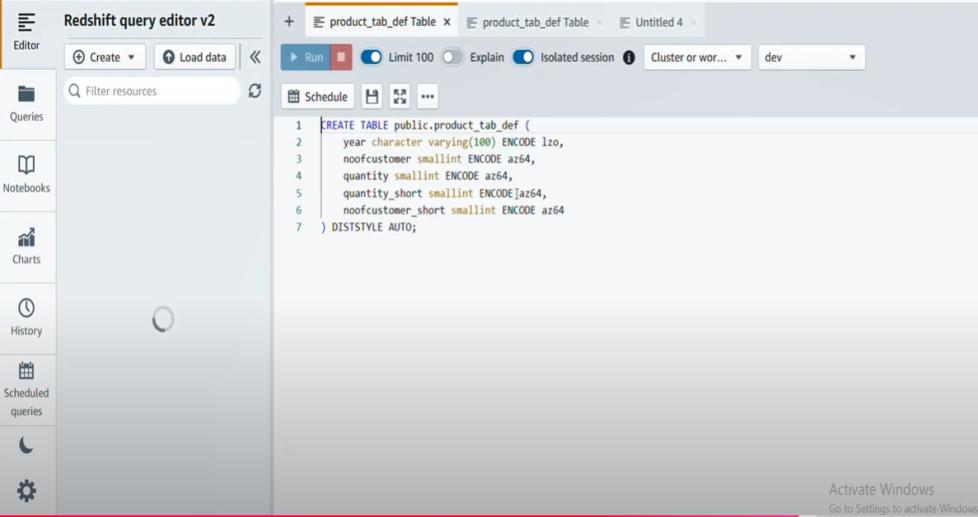 Redshift query editor v2
Editor
Create
Load data
Filter resources
Queries
Notebooks
Charts
History
Scheduled
queries
+ product_tab_def Table x product_tab_def Table Untitled 4
Run Limit 100 Explain Isolated session Cluster or wor... dev
Schedule
1 CREATE TABLE public.product_tab_def (
2 year character varying(100) ENCODE lzo,
3 noofcustomer smallint ENCODE az64,
4 quantity smallint ENCODE az64,
5 quantity_short smallint ENCODE az64,
6 noofcustomer_short smallint ENCODE az64
7 ) DISTSTYLE AUTO;
Activate Windows
Go to Settings to activate Windows